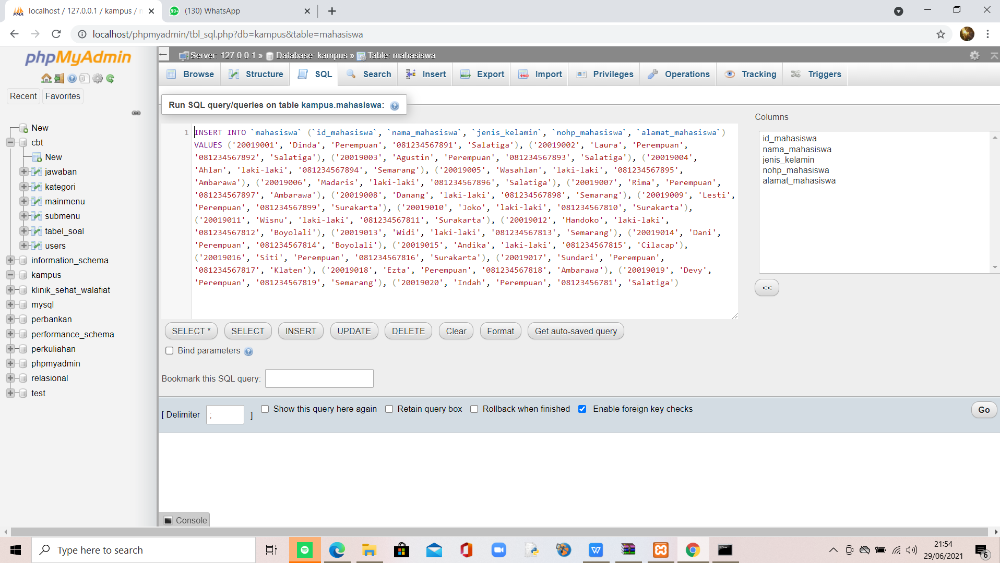 localhost / 127.0.0.1 / kampus /
(130) WhatsApp
localhost/phpmyadmin/tbl_sql.php?db=kampus&table=mahasiswa
phpMyAdmin
Recent
Favorites
New
cbt
New
jawaban
kategori
mainmenu
submenu
tabel_soal
users
information_schema
kampus
klinik_sehat_walafiat
mysql
perbankan
performance_schema
perkuliahan
phpmyadmin
relasional
test
Server: 127.0.0.1 » Database: kampus » Table: mahasiswa
Browse Structure SQL Search Insert Export Import Privileges Operations Tracking Triggers
Run SQL query/queries on table kampus.mahasiswa:
1 INSERT INTO `mahasiswa` (`id_mahasiswa`, `nama_mahasiswa`, `jenis_kelamin`, `nohp_mahasiswa`, `alamat_mahasiswa`)
VALUES ('20019001', 'Dinda', 'Perempuan', '081234567891', 'Salatiga'), ('20019002', 'Laura', 'Perempuan',
'081234567892', 'Salatiga'), ('20019003', 'Agustin', 'Perempuan', '081234567893', 'Salatiga'), ('20019004',
'Ahlan', 'laki-laki', '081234567894', 'Semarang'), ('20019005', 'Wasahlan', 'laki-laki', '081234567895',
'Ambarawa'), ('20019006', 'Madaris', 'laki-laki', '081234567896', 'Salatiga'), ('20019007', 'Rima', 'Perempuan',
'081234567897', 'Ambarawa'), ('20019008', 'Danang', 'laki-laki', '081234567898', 'Semarang'), ('20019009', 'Lesti',
'Perempuan', '081234567899', 'Surakarta'), ('20019010', 'Joko', 'laki-laki', '081234567810', 'Surakarta'),
('20019011', 'Wisnu', 'laki-laki', '081234567811', 'Surakarta'), ('20019012', 'Handoko', 'laki-laki',
'081234567812', 'Boyolali'), ('20019013', 'Widi', 'laki-laki', '081234567813', 'Semarang'), ('20019014', 'Dani',
'Perempuan', '081234567814', 'Boyolali'), ('20019015', 'Andika', 'laki-laki', '081234567815', 'Cilacap'),
('20019016', 'Siti', 'Perempuan', '081234567816', 'Surakarta'), ('20019017', 'Sundari', 'Perempuan',
'081234567817', 'Klaten'), ('20019018', 'Ezta', 'Perempuan', '081234567818', 'Ambarawa'), ('20019019', 'Devy',
'Perempuan', '081234567819', 'Semarang'), ('20019020', 'Indah', 'Perempuan', '08123456781', 'Salatiga')
Columns
id_mahasiswa
nama_mahasiswa
jenis_kelamin
nohp_mahasiswa
alamat_mahasiswa
<<
SELECT * SELECT INSERT UPDATE DELETE Clear Format Get auto-saved query
Bind parameters
Bookmark this SQL query:
[ Delimiter ; ] Show this query here again Retain query box Rollback when finished Enable foreign key checks
Go
Console
Type here to search
21:54
29/06/2021
6